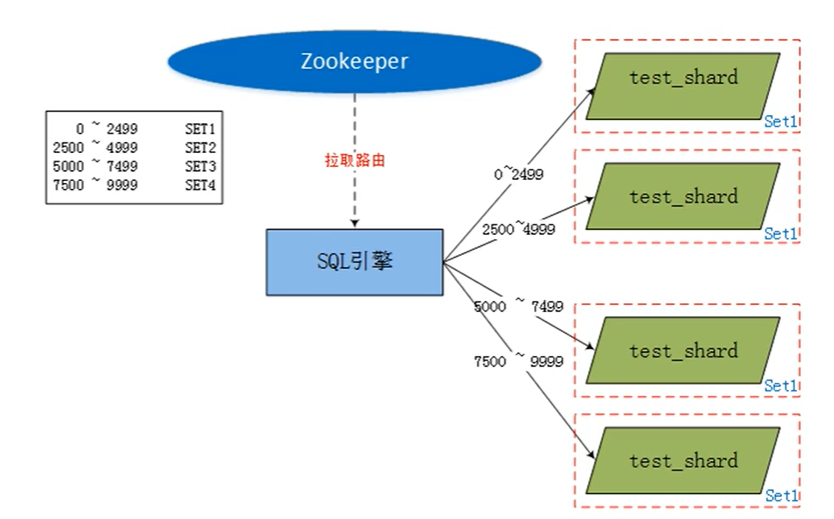 Zookeeper
0 ~ 2499 SET1
2500 ~ 4999 SET2
5000 ~ 7499 SET3
7500 ~ 9999 SET4
拉取路由
SQL引擎
0~2499
2500~4999
5000 ~ 7499
7500 ~ 9999
test_shard
Set1
test_shard
Set1
test_shard
Set1
test_shard
Set1